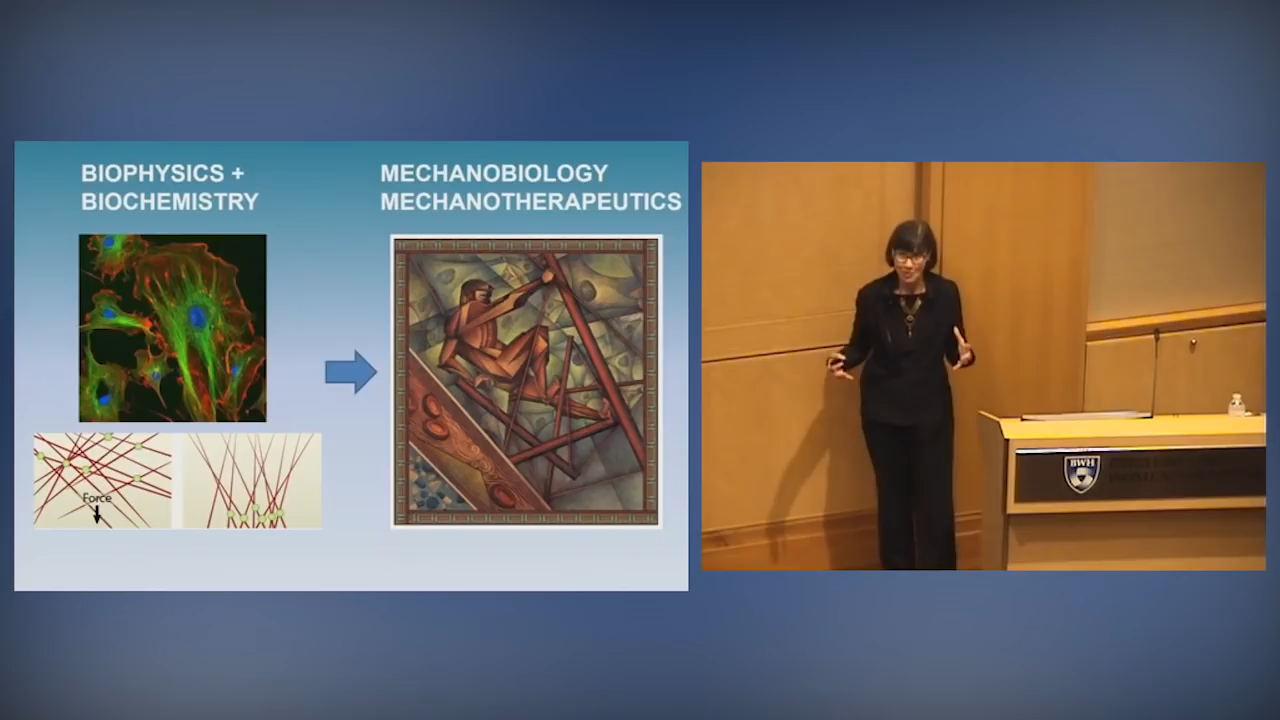 BIOPHYSICS +
BIOCHEMISTRY
MECHANOBIOLOGY
MECHANOTHERAPEUTICS
Force
BWH